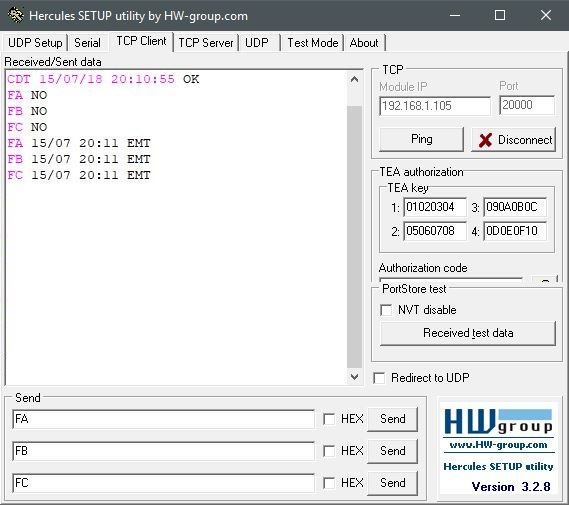 Hercules SETUP utility by HW-group.com
UDP Setup Serial TCP Client TCP Server UDP Test Mode About
Received/Sent data
CDT 15/07/18 20:10:55 OK
FA NO
FB NO
FC NO
FA 15/07 20:11 EMT
FB 15/07 20:11 EMT
FC 15/07 20:11 EMT
TCP
Module IP Port
192.168.1.105 20000
Ping Disconnect
TEA authorization
TEA key
1: 01020304 3: 090A0B0C
2: 05060708 4: 0D0E0F10
Authorization code
PortStore test
NVT disable
Received test data
Redirect to UDP
Send
FA HEX Send
FB HEX Send
FC HEX Send
HW group
www.HW-group.com
Hercules SETUP utility
Version 3.2.8